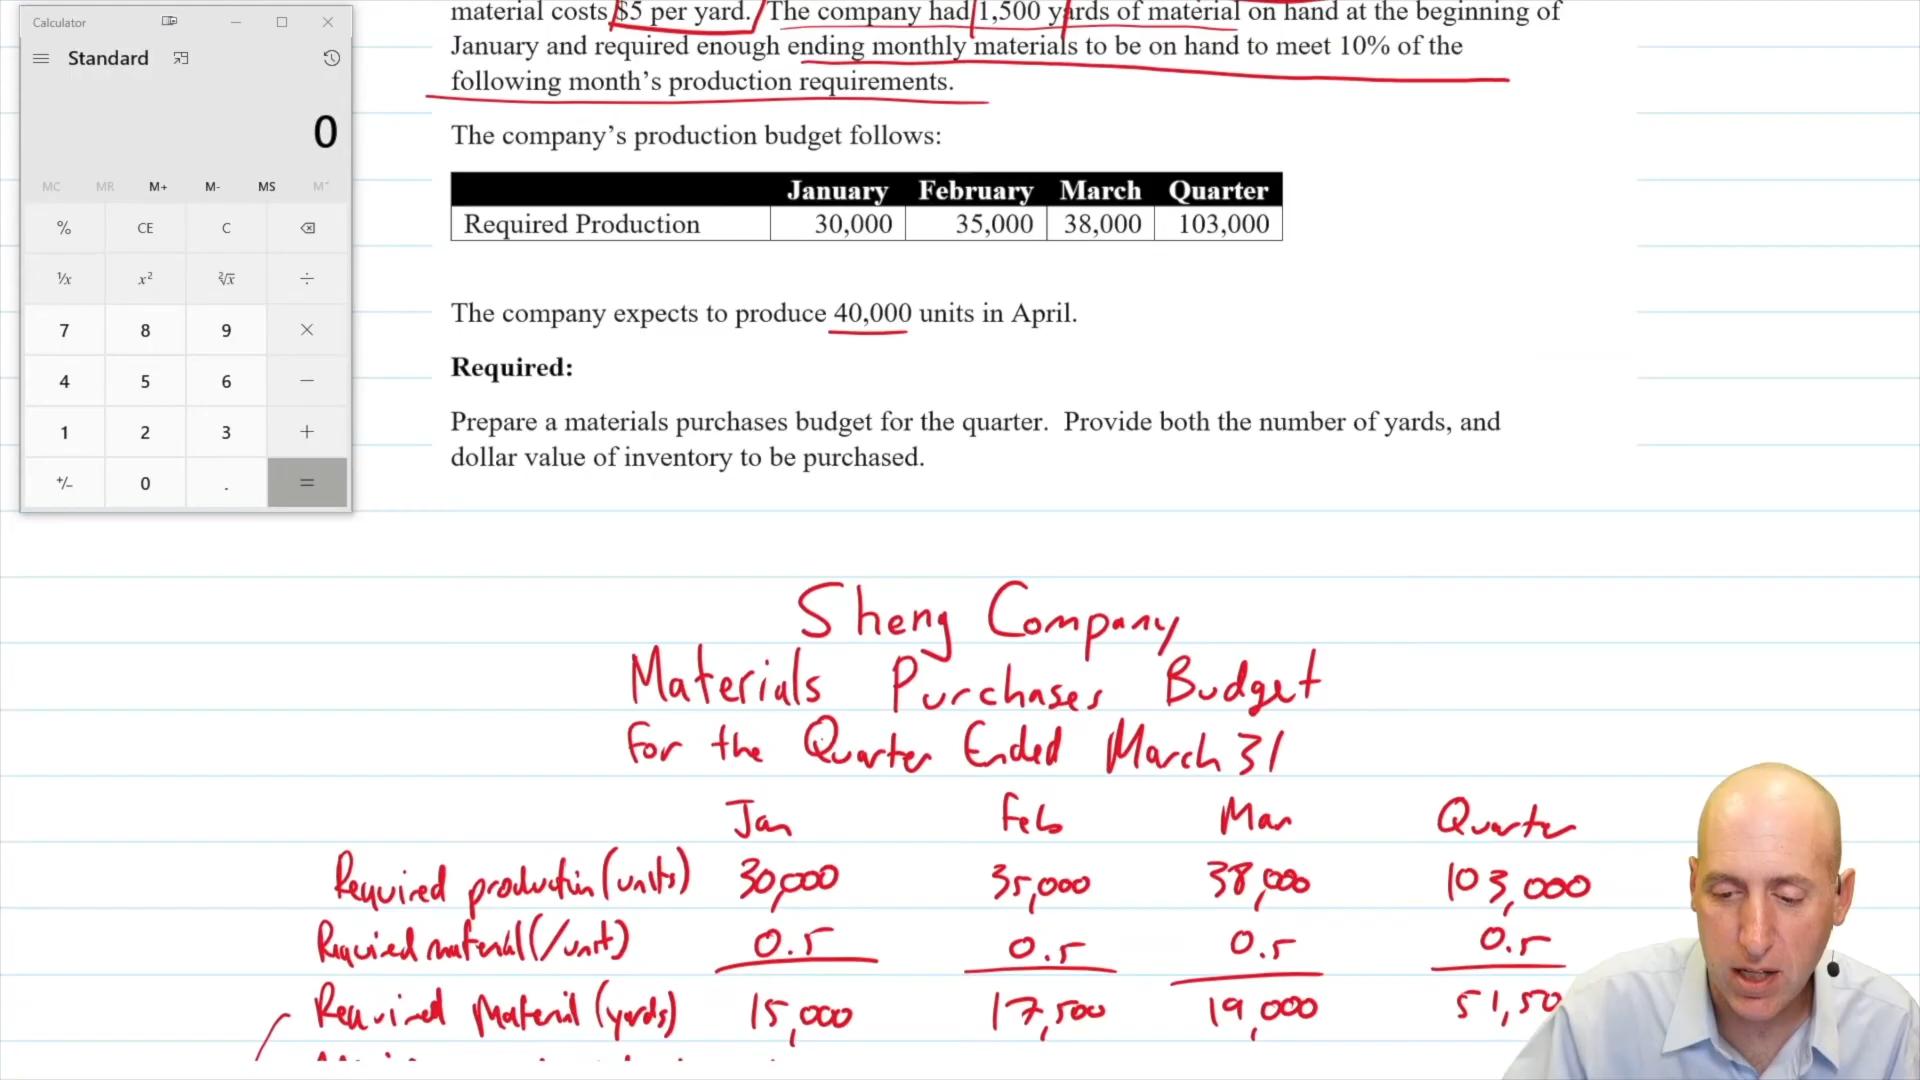 Calculator
Standard
0
MC MR M+ M- MS M˅
% CE C
¹/x x² ²√x ÷
7 8 9 ×
4 5 6 −
1 2 3 +
+/− 0 . =
material costs $5 per yard. The company had 1,500 yards of material on hand at the beginning of
January and required enough ending monthly materials to be on hand to meet 10% of the
following month’s production requirements.
The company’s production budget follows:
January February March Quarter
Required Production 30,000 35,000 38,000 103,000
The company expects to produce 40,000 units in April.
Required:
Prepare a materials purchases budget for the quarter. Provide both the number of yards, and
dollar value of inventory to be purchased.
Sheng Company
Materials Purchases Budget
For the Quarter Ended March 31
Jan Feb Mar Quarter
Required production (units) 30,000 35,000 38,000 103,000
Required material (/unit) 0.5 0.5 0.5 0.5
Required Material (yards) 15,000 17,500 19,000 51,50